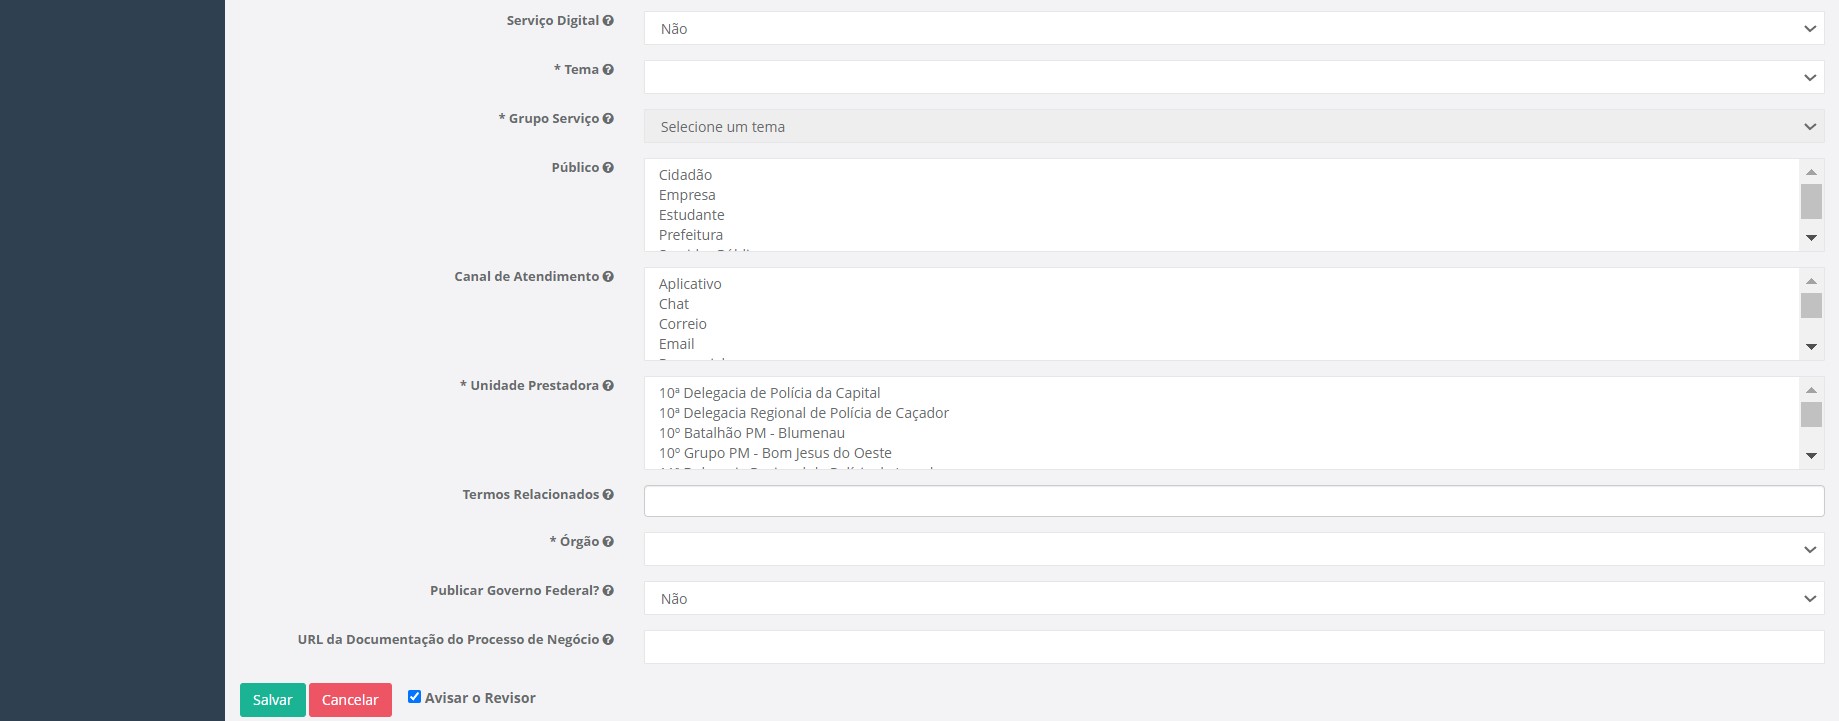 Serviço Digital
Não
* Tema
* Grupo Serviço
Selecione um tema
Público
Cidadão
Empresa
Estudante
Prefeitura
Canal de Atendimento
Aplicativo
Chat
Correio
Email
* Unidade Prestadora
10ª Delegacia de Polícia da Capital
10ª Delegacia Regional de Polícia de Caçador
10º Batalhão PM - Blumenau
10º Grupo PM - Bom Jesus do Oeste
Termos Relacionados
* Órgão
Publicar Governo Federal?
Não
URL da Documentação do Processo de Negócio
Salvar Cancelar Avisar o Revisor